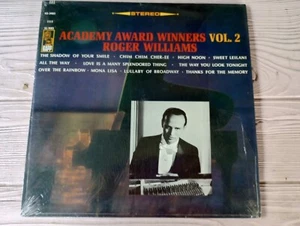 STEREO
ACADEMY AWARD WINNERS VOL. 2
ROGER WILLIAMS
THE SHADOW OF YOUR SMILE · CHIM CHIM CHER-EE · HIGH NOON · SWEET LEILANI
ALL THE WAY · LOVE IS A MANY SPLENDORED THING · THE WAY YOU LOOK TONIGHT
OVER THE RAINBOW · MONA LISA · LULLABY OF BROADWAY · THANKS FOR THE MEMORY